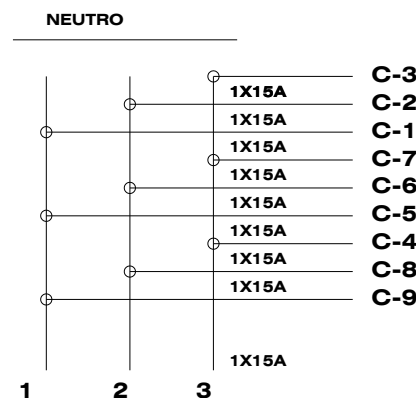 NEUTRO
C-3
1X15A
C-2
1X15A
C-1
1X15A
C-7
1X15A
C-6
1X15A
C-5
1X15A
C-4
1X15A
C-8
1X15A
C-9
1X15A
1 2 3